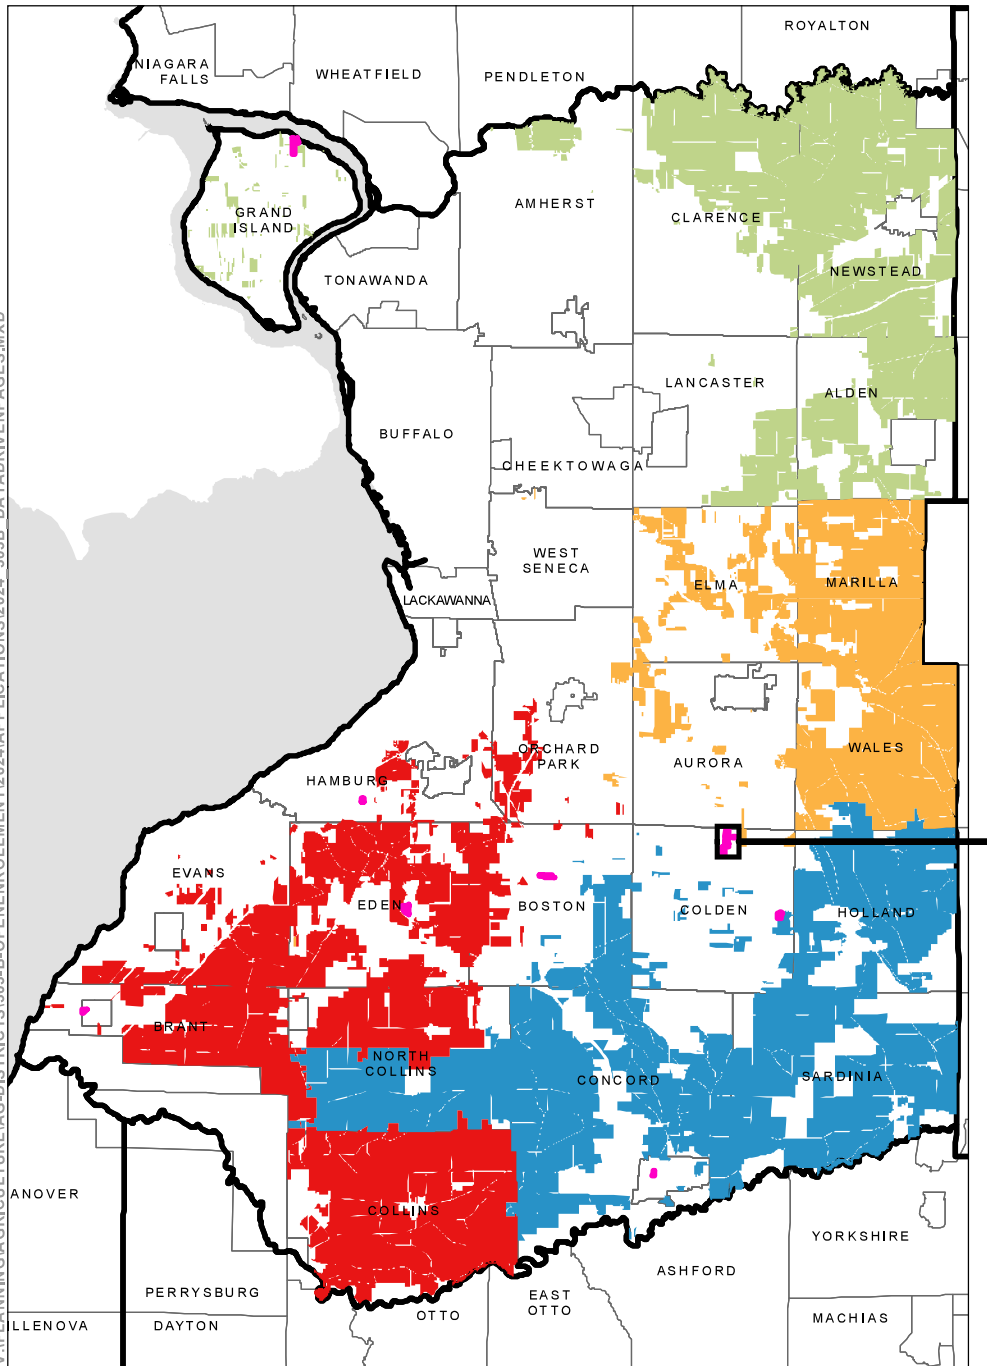 ROYALTON
NIAGARA
FALLS
WHEATFIELD
PENDLETON
AMHERST
CLARENCE
GRAND
ISLAND
TONAWANDA
NEWSTEAD
LANCASTER
ALDEN
BUFFALO
CHEEKTOWAGA
WEST
SENECA
ELMA
MARILLA
LACKAWANNA
ORCHARD
PARK
AURORA
WALES
HAMBURG
EVANS
EDEN
BOSTON
COLDEN
HOLLAND
BRANT
NORTH
COLLINS
CONCORD
SARDINIA
ANOVER
COLLINS
YORKSHIRE
ASHFORD
PERRYSBURG
EAST
OTTO
OTTO
MACHIAS
LLENOVA
DAYTON